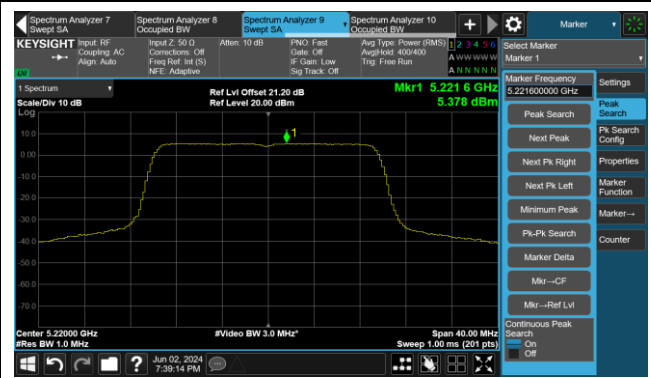 Spectrum Analyzer 7
Swept SA
Spectrum Analyzer 8
Occupied BW
Spectrum Analyzer 9
Swept SA
Spectrum Analyzer 10
Occupied BW
Marker
KEYSIGHT
Input: RF
Coupling: AC
Align: Auto
Input Z: 50 Ω
Corrections: Off
Freq Ref: Int (S)
NFE: Adaptive
Atten: 10 dB
PNO: Fast
Gate: Off
IF Gain: Low
Sig Track: Off
Avg Type: Power (RMS)
Avg|Hold: 400/400
Trig: Free Run
1 2 3 4 5 6
A W W W W W
A N N N N N
Select Marker
Marker 1
1 Spectrum
Scale/Div 10 dB
Log
Ref Lvl Offset 21.20 dB
Ref Level 20.00 dBm
Mkr1 5.221 6 GHz
5.378 dBm
1
10.0
0.00
-10.0
-20.0
-30.0
-40.0
-50.0
-60.0
-70.0
Center 5.22000 GHz
#Res BW 1.0 MHz
#Video BW 3.0 MHz*
Span 40.00 MHz
Sweep 1.00 ms (201 pts)
Marker Frequency
5.221600000 GHz
Peak Search
Next Peak
Next Pk Right
Next Pk Left
Minimum Peak
Pk-Pk Search
Marker Delta
Mkr→CF
Mkr→Ref Lvl
Continuous Peak
Search
On
Off
Settings
Peak
Search
Pk Search
Config
Properties
Marker
Function
Marker→
Counter
Jun 02, 2024
7:39:14 PM